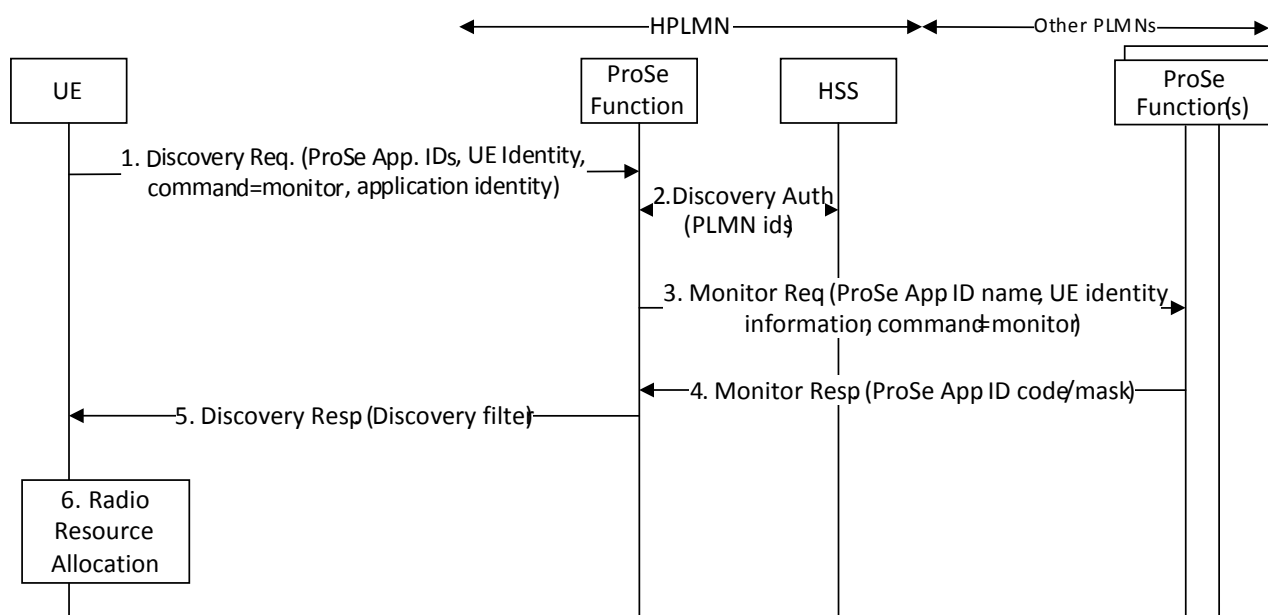 HPLMN
Other PLMNs
UE
ProSe
Function
HSS
ProSe
Function(s)
1. Discovery Req. (ProSe App. IDs, UE Identity,
command=monitor, application identity)
2.Discovery Auth
(PLMN ids)
3. Monitor Req (ProSe App ID name, UE identity
information, command=monitor)
4. Monitor Resp. (ProSe App ID code/mask)
5. Discovery Resp. (Discovery filter)
6. Radio
Resource
Allocation